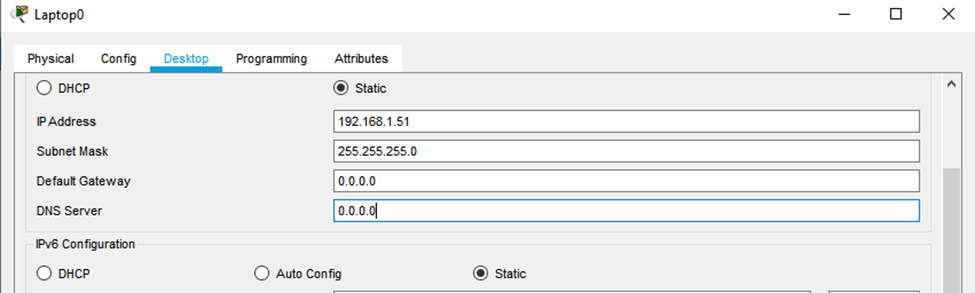 Laptop0
Physical Config Desktop Programming Attributes
DHCP Static
IP Address 192.168.1.51
Subnet Mask 255.255.255.0
Default Gateway 0.0.0.0
DNS Server 0.0.0.0
IPv6 Configuration
DHCP Auto Config Static